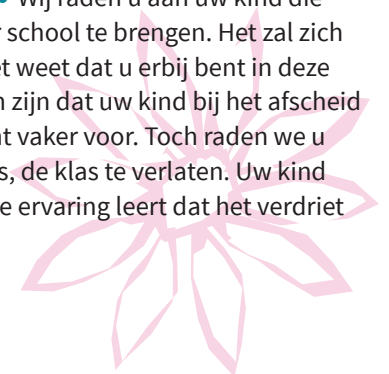 • Wij raden u aan uw kind die
school te brengen. Het zal zich
weet dat u erbij bent in deze
zijn dat uw kind bij het afscheid
vaker voor. Toch raden we u
de klas te verlaten. Uw kind
ervaring leert dat het verdriet